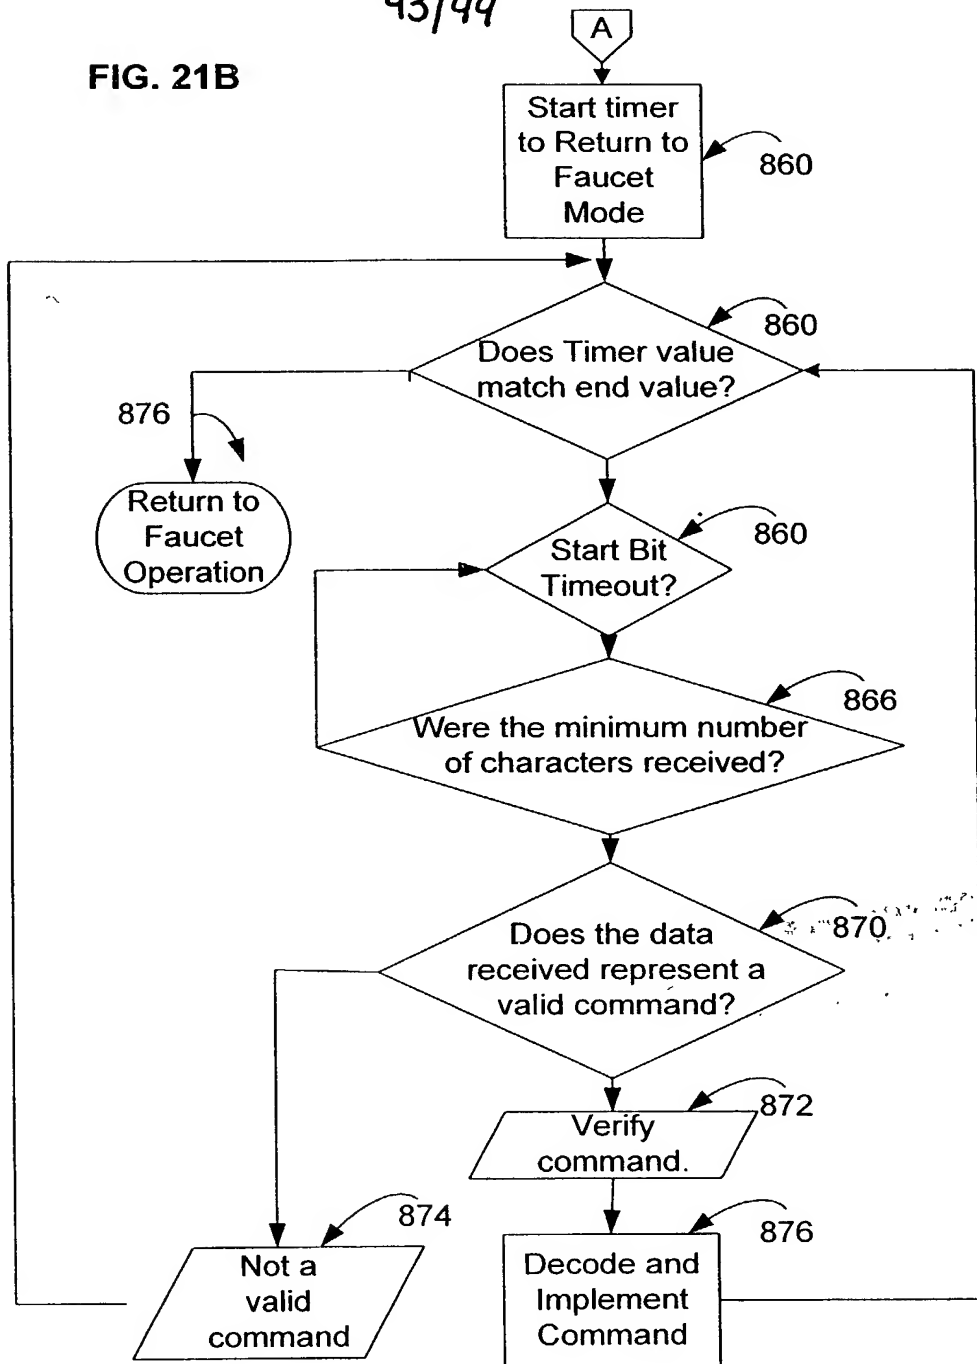 93/99
A
FIG. 21B
Start timer
to Return to
Faucet
Mode
860
860
Does Timer value
match end value?
876
Return to
Faucet
Operation
860
Start Bit
Timeout?
866
Were the minimum number
of characters received?
870
Does the data
received represent a
valid command?
872
Verify
command.
874
876
Not a
valid
command
Decode and
Implement
Command